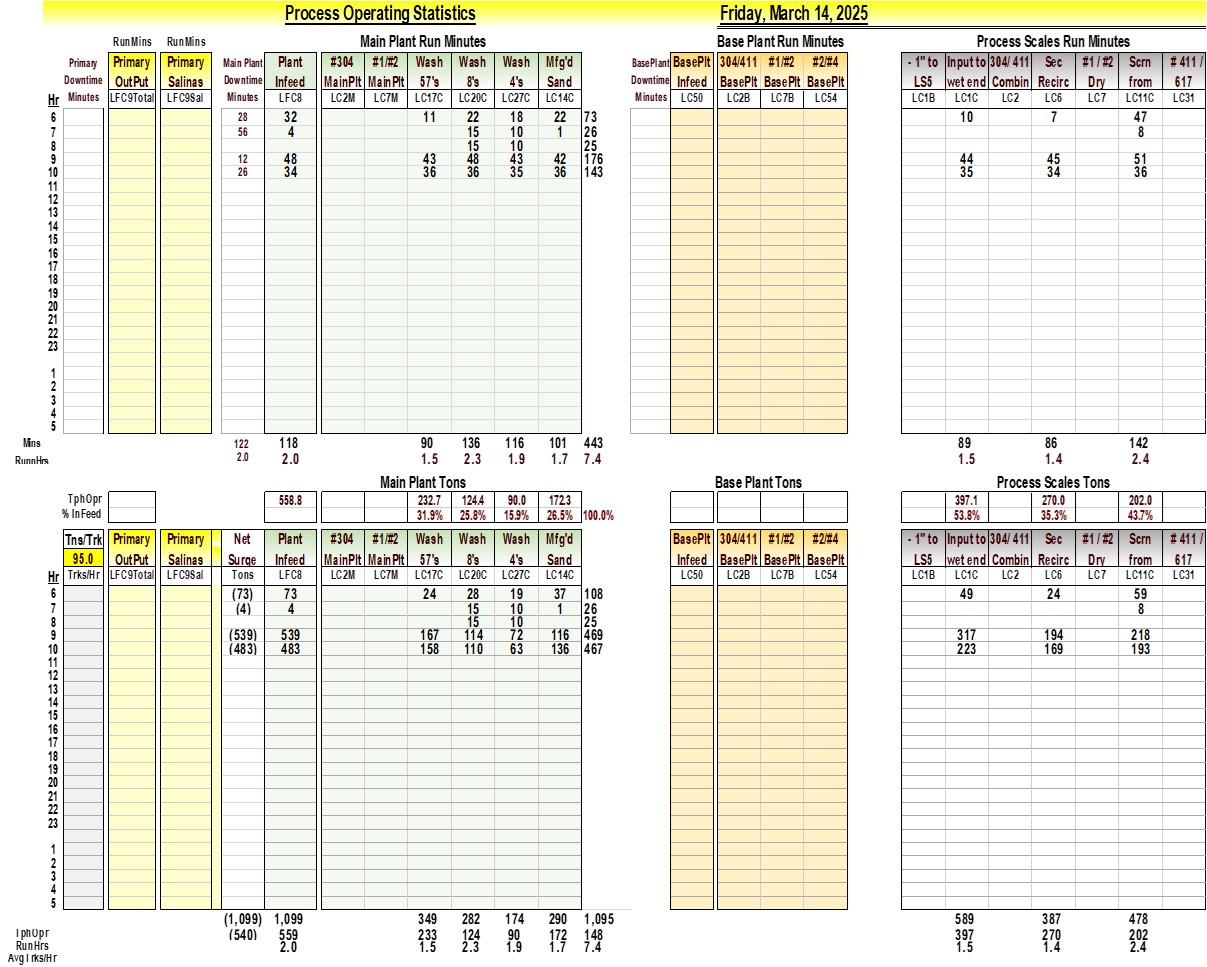 Process Operating Statistics Friday, March 14, 2025
RunMins RunMins Main Plant Run Minutes Base Plant Run Minutes Process Scales Run Minutes
Primary Primary Primary Main Plant Plant #304 #1/#2 Wash Wash Wash Mfg'd BasePlant BasePlt 304/411 #1/#2 #2/#4 - 1" to Input to 304/ 411 Sec #1 / #2 Scrn # 411 /
Downtime OutPut Salinas Downtime Infeed MainPlt MainPlt 57's 8's 4's Sand Downtime Infeed BasePlt BasePlt BasePlt LS5 wet end Combin Recirc Dry from 617
Hr Minutes LFC9Total LFC9Sal Minutes LFC8 LC2M LC7M LC17C LC20C LC27C LC14C Minutes LC50 LC2B LC7B LC54 LC1B LC1C LC2 LC6 LC7 LC11C LC31
6 28 32 11 22 18 22 73 10 7 47
7 56 4 15 10 1 26 8
8 15 10 25
9 12 48 43 48 43 42 176 44 45 51
10 26 34 36 36 35 36 143 35 34 36
11
12
13
14
15
16
17
18
19
20
21
22
23
1
2
3
4
5
Mins 122 118 90 136 116 101 443 89 86 142
RunnHrs 2.0 2.0 1.5 2.3 1.9 1.7 7.4 1.5 1.4 2.4
Main Plant Tons Base Plant Tons Process Scales Tons
TphOpr 558.8 232.7 124.4 90.0 172.3 397.1 270.0 202.0
% InFeed 31.9% 25.8% 15.9% 26.5% 100.0% 53.8% 35.3% 43.7%
Tns/Trk Primary Primary Net Plant #304 #1/#2 Wash Wash Wash Mfg'd BasePlt 304/411 #1/#2 #2/#4 - 1" to Input to 304/ 411 Sec #1 / #2 Scrn # 411 /
95.0 OutPut Salinas Surge Infeed MainPlt MainPlt 57's 8's 4's Sand Infeed BasePlt BasePlt BasePlt LS5 wet end Combin Recirc Dry from 617
Hr Trks/Hr LFC9Total LFC9Sal Tons LFC8 LC2M LC7M LC17C LC20C LC27C LC14C LC50 LC2B LC7B LC54 LC1B LC1C LC2 LC6 LC7 LC11C LC31
6 (73) 73 24 28 19 37 108 49 24 59
7 (4) 4 15 10 1 26 8
8 15 10 25
9 (539) 539 167 114 72 116 469 317 194 218
10 (483) 483 158 110 63 136 467 223 169 193
11
12
13
14
15
16
17
18
19
20
21
22
23
1
2
3
4
5
(1,099) 1,099 349 282 174 290 1,095 589 387 478
TphOpr (540) 559 233 124 90 172 148 397 270 202
RunHrs 2.0 1.5 2.3 1.9 1.7 7.4 1.5 1.4 2.4
AvgTrks/Hr